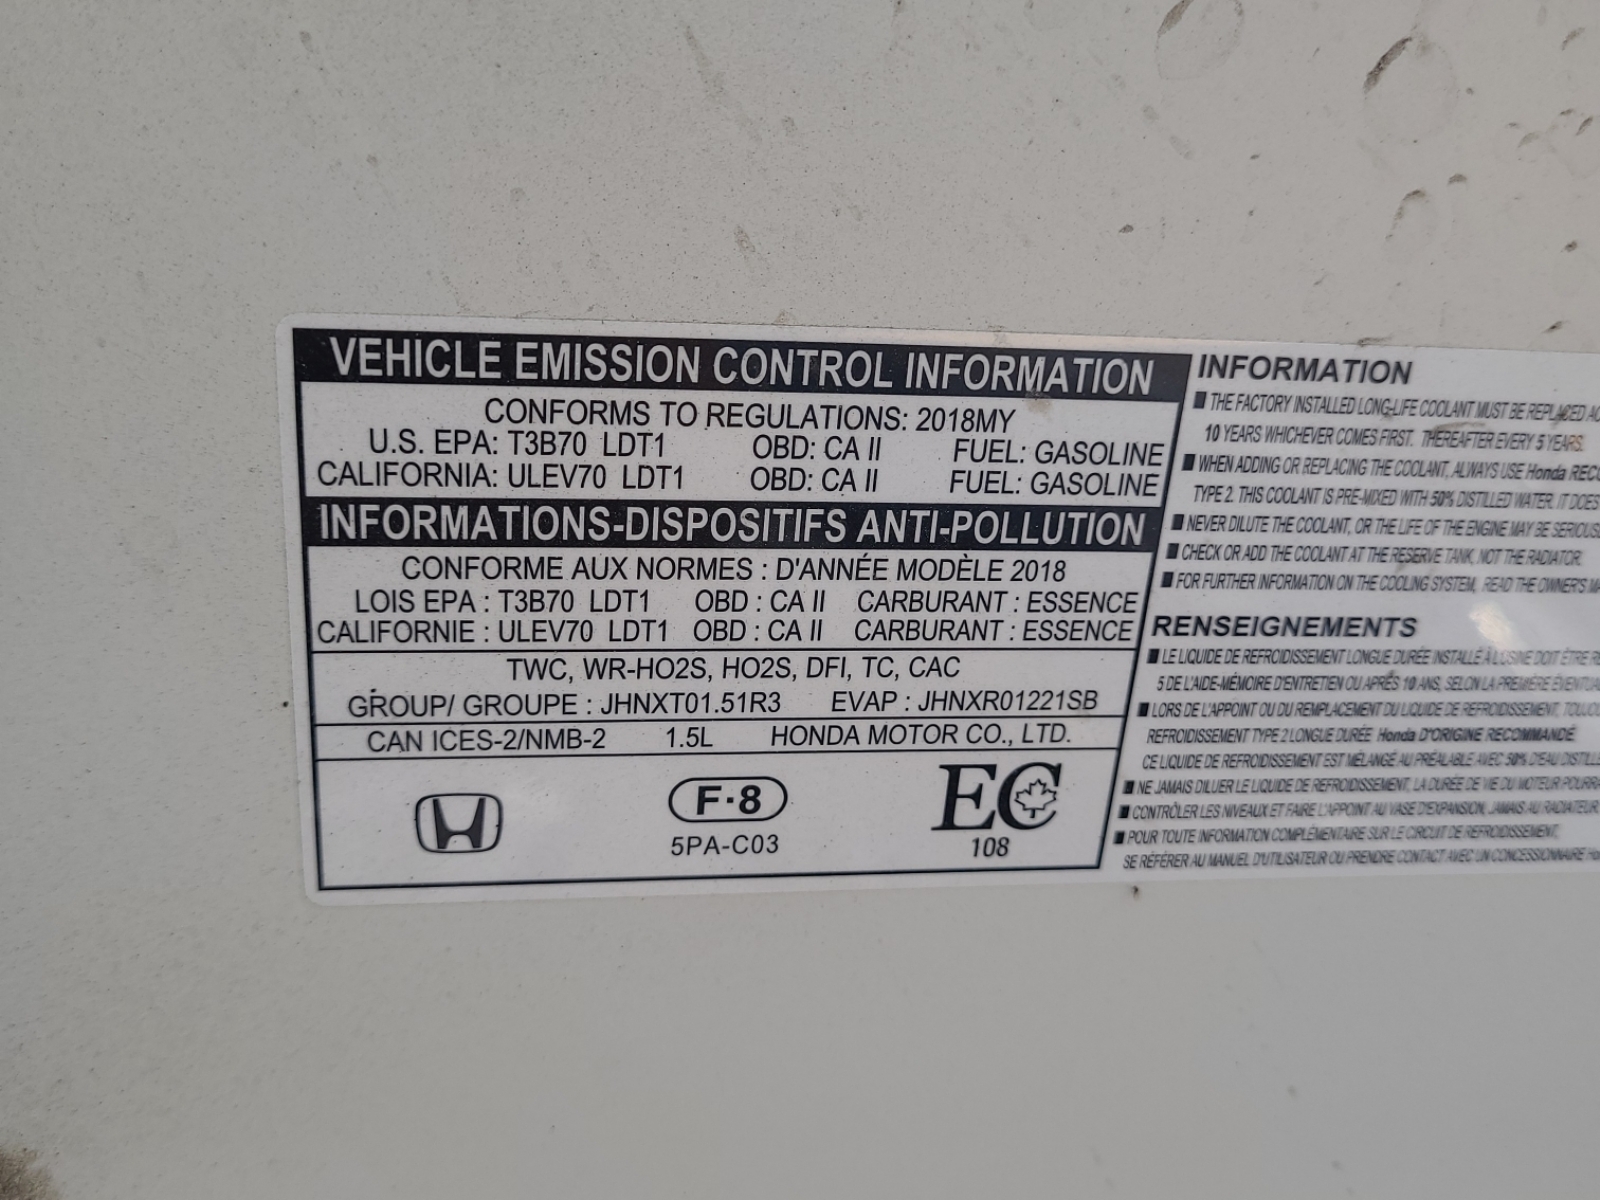 VEHICLE EMISSION CONTROL INFORMATION
CONFORMS TO REGULATIONS: 2018MY
U.S. EPA: T3B70 LDT1 OBD: CA II FUEL: GASOLINE
CALIFORNIA: ULEV70 LDT1 OBD: CA II FUEL: GASOLINE
INFORMATIONS-DISPOSITIFS ANTI-POLLUTION
CONFORME AUX NORMES : D'ANNÉE MODÈLE 2018
LOIS EPA : T3B70 LDT1 OBD : CA II CARBURANT : ESSENCE
CALIFORNIE : ULEV70 LDT1 OBD : CA II CARBURANT : ESSENCE
TWC, WR-HO2S, HO2S, DFI, TC, CAC
GROUP/ GROUPE : JHNXT01.51R3 EVAP : JHNXR01221SB
CAN ICES-2/NMB-2 1.5L HONDA MOTOR CO., LTD.
F-8
5PA-C03
EC
108
INFORMATION
■ THE FACTORY INSTALLED LONG-LIFE COOLANT MUST BE REPLACED
10 YEARS WHICHEVER COMES FIRST. THEREAFTER EVERY 5 YEARS.
■ WHEN ADDING OR REPLACING THE COOLANT, ALWAYS USE Honda
TYPE 2. THIS COOLANT IS PRE-MIXED WITH 50% DISTILLED WATER. IT DOES
■ NEVER DILUTE THE COOLANT, OR THE LIFE OF THE ENGINE MAY BE
■ CHECK OR ADD THE COOLANT AT THE RESERVE TANK, NOT THE RADIATOR.
■ FOR FURTHER INFORMATION ON THE COOLING SYSTEM, READ THE OWNER'S
RENSEIGNEMENTS
■ LE LIQUIDE DE REFROIDISSEMENT LONGUE DURÉE INSTALLÉ À L'USINE DOIT ÊTRE
5 DE L'AIDE-MÉMOIRE D'ENTRETIEN OU APRÈS 10 ANS, SELON LA PREMIÈRE
■ LORS DE L'APPOINT OU DU REMPLACEMENT DU LIQUIDE DE REFROIDISSEMENT,
REFROIDISSEMENT TYPE 2 LONGUE DURÉE Honda D'ORIGINE RECOMMANDÉ.
CE LIQUIDE DE REFROIDISSEMENT EST MÉLANGÉ AU PRÉALABLE AVEC 50% D'EAU
■ NE JAMAIS DILUER LE LIQUIDE DE REFROIDISSEMENT, LA DURÉE DE VIE DU MOTEUR
■ CONTRÔLER LES NIVEAUX ET FAIRE L'APPOINT AU VASE D'EXPANSION, JAMAIS AU RADIATEUR
■ POUR TOUTE INFORMATION COMPLÉMENTAIRE SUR LE CIRCUIT DE REFROIDISSEMENT,
SE RÉFÉRER AU MANUEL D'UTILISATEUR OU PRENDRE CONTACT AVEC UN CONCESSIONNAIRE